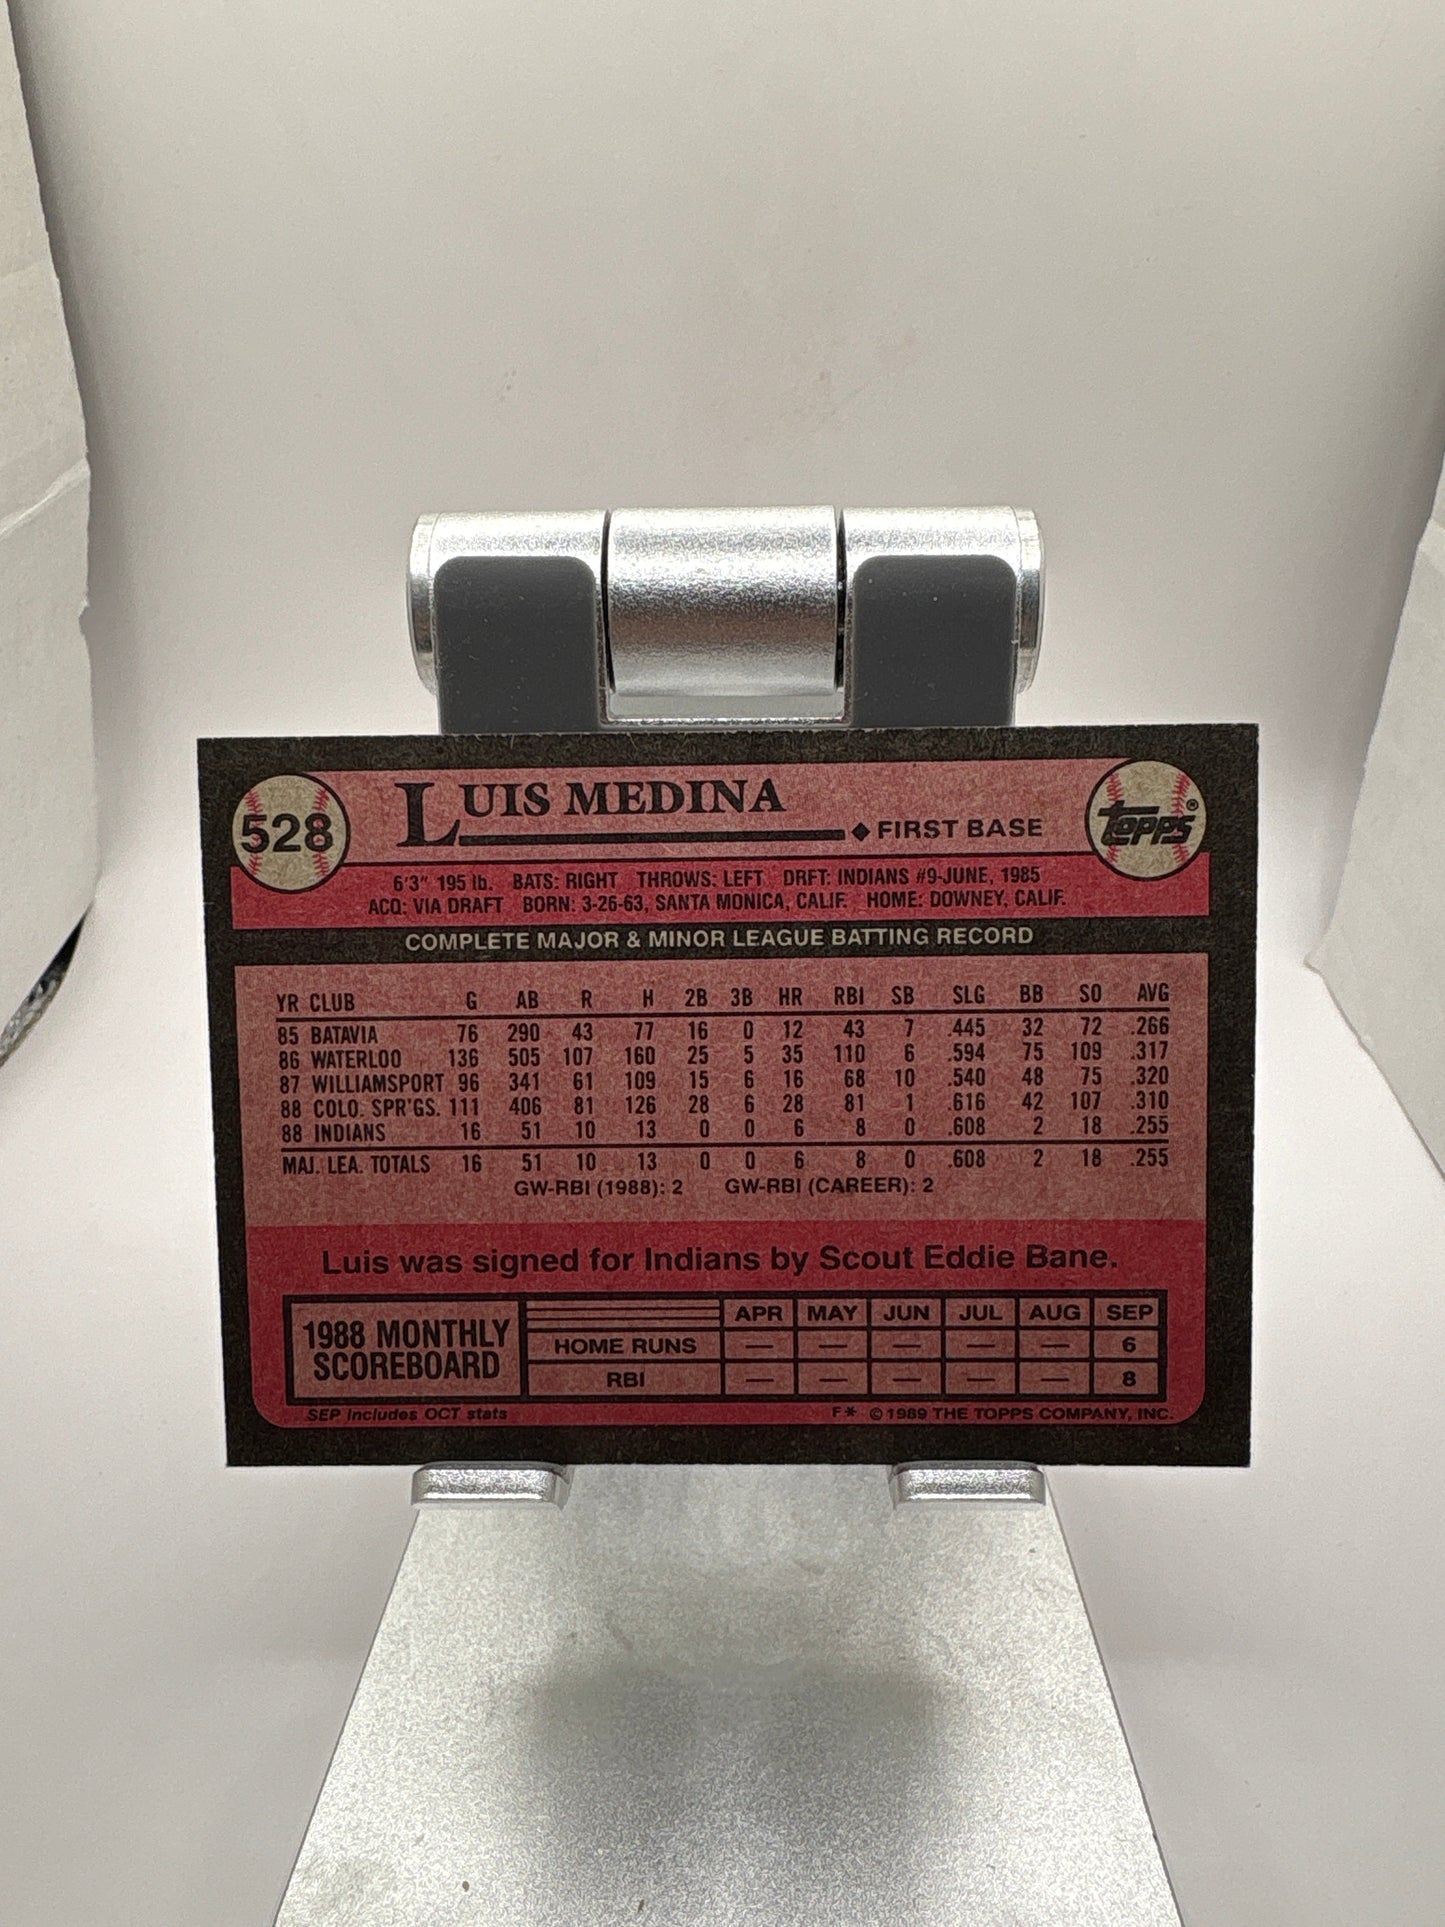 528
LUIS MEDINA
◆ FIRST BASE
TOPPS®
6'3" 195 lb. BATS: RIGHT THROWS: LEFT DRFT: INDIANS #9-JUNE, 1985
ACQ: VIA DRAFT BORN: 3-26-63, SANTA MONICA, CALIF. HOME: DOWNEY, CALIF.
COMPLETE MAJOR & MINOR LEAGUE BATTING RECORD
YR CLUB G AB R H 2B 3B HR RBI SB SLG BB SO AVG
85 BATAVIA 76 290 43 77 16 0 12 43 7 .445 32 72 .266
86 WATERLOO 136 505 107 160 25 5 35 110 6 .594 75 109 .317
87 WILLIAMSPORT 96 341 61 109 15 6 16 68 10 .540 48 75 .320
88 COLO. SPR'GS. 111 406 81 126 28 6 28 81 1 .616 42 107 .310
88 INDIANS 16 51 10 13 0 0 6 8 0 .608 2 18 .255
MAJ. LEA. TOTALS 16 51 10 13 0 0 6 8 0 .608 2 18 .255
GW-RBI (1988): 2 GW-RBI (CAREER): 2
Luis was signed for Indians by Scout Eddie Bane.
1988 MONTHLY
SCOREBOARD
APR MAY JUN JUL AUG SEP
HOME RUNS — — — — — 6
RBI — — — — — 8
SEP includes OCT stats
F* © 1989 THE TOPPS COMPANY, INC.